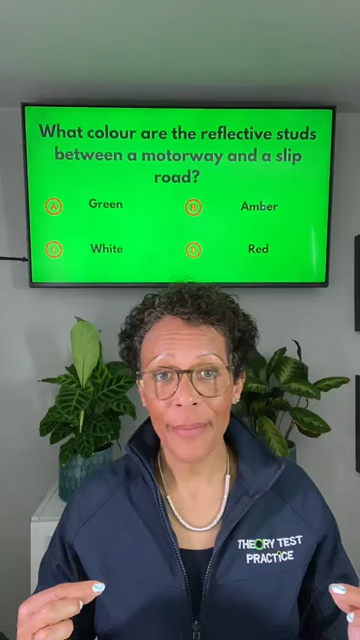 What colour are the reflective studs
between a motorway and a slip
road?
A Green
B Amber
White
Red
THEORY TEST
PRACTICE